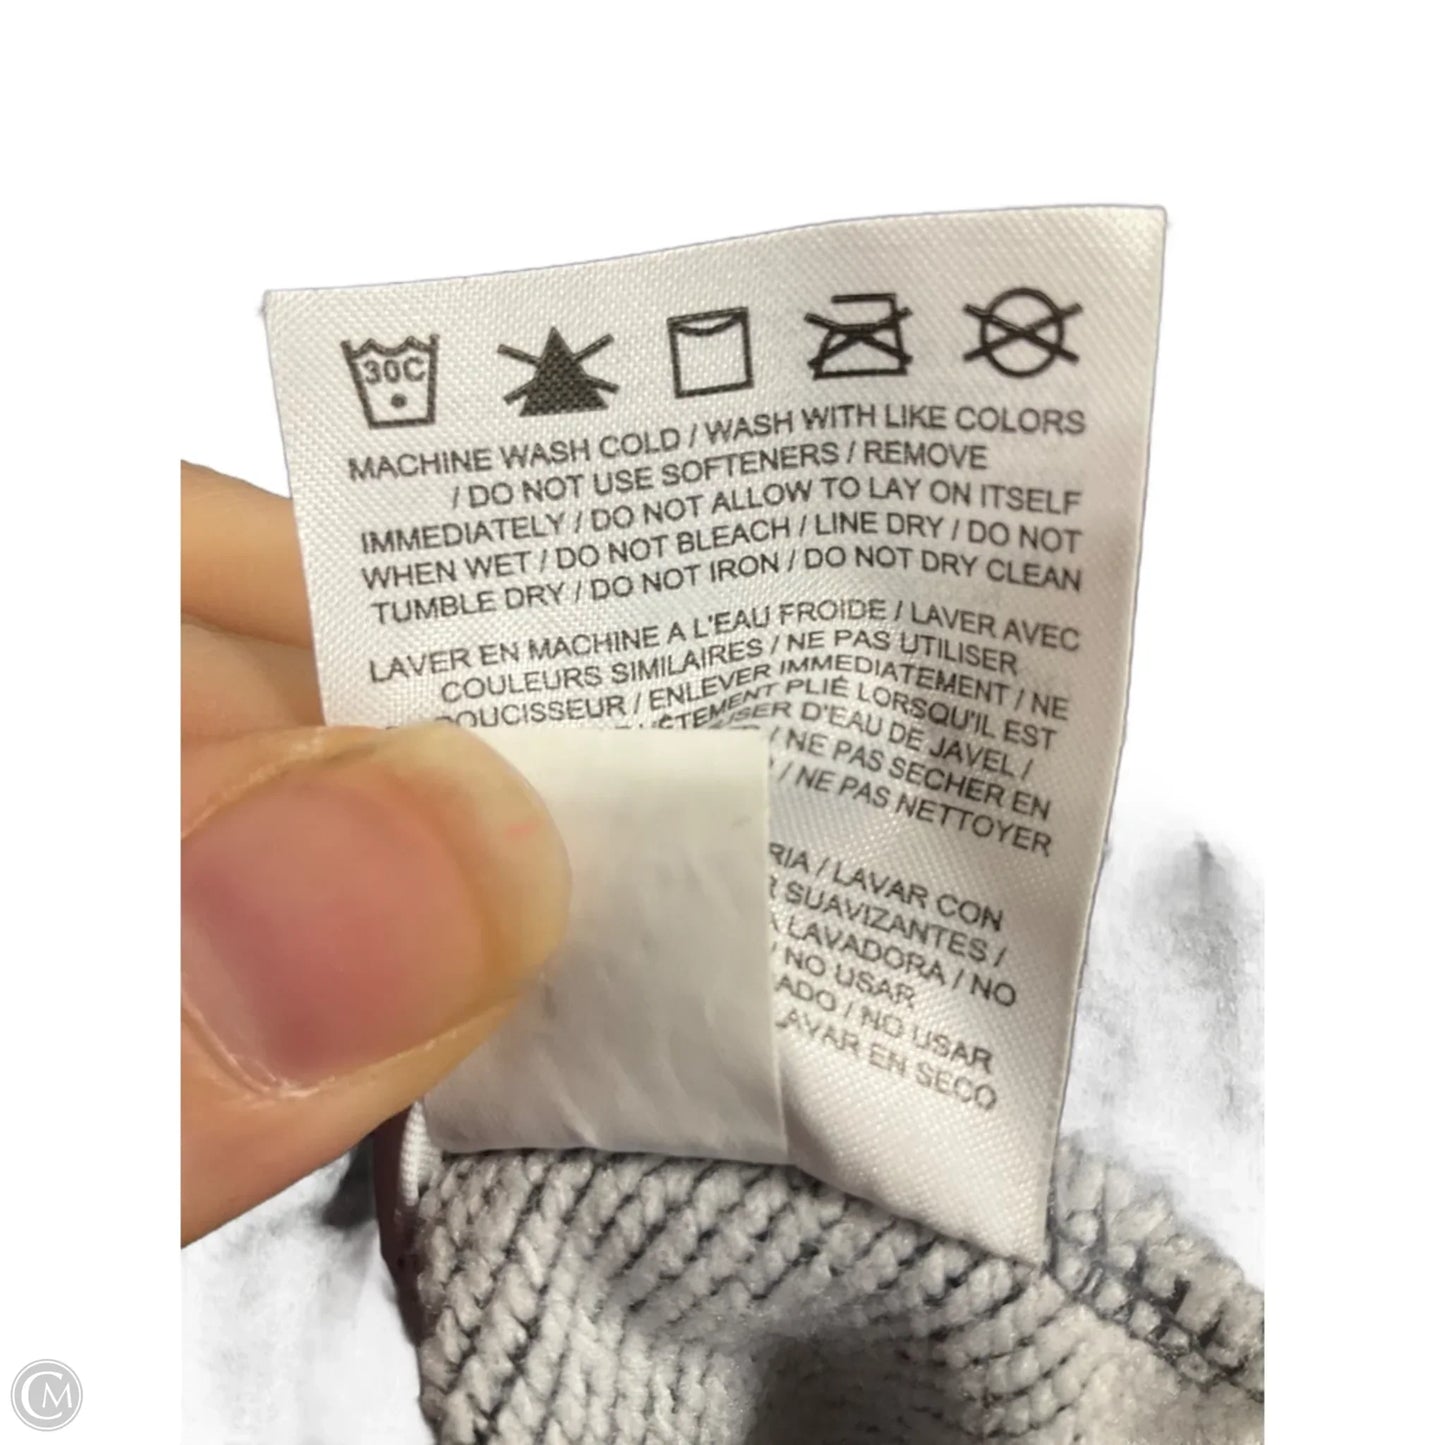 30C
MACHINE WASH COLD / WASH WITH LIKE COLORS
/ DO NOT USE SOFTENERS / REMOVE
IMMEDIATELY / DO NOT ALLOW TO LAY ON ITSELF
WHEN WET / DO NOT BLEACH / LINE DRY / DO NOT
TUMBLE DRY / DO NOT IRON / DO NOT DRY CLEAN
LAVER EN MACHINE A L'EAU FROIDE / LAVER AVEC
COULEURS SIMILAIRES / NE PAS UTILISER
DOUCISSEUR / ENLEVER IMMEDIATEMENT / NE
PLIÉ LORSQU'IL EST
D'EAU DE JAVEL /
/ NE PAS SECHER EN
/ NE PAS NETTOYER
/ LAVAR CON
SUAVIZANTES /
LAVADORA / NO
/ NO USAR
/ NO USAR
EN SECO
CM